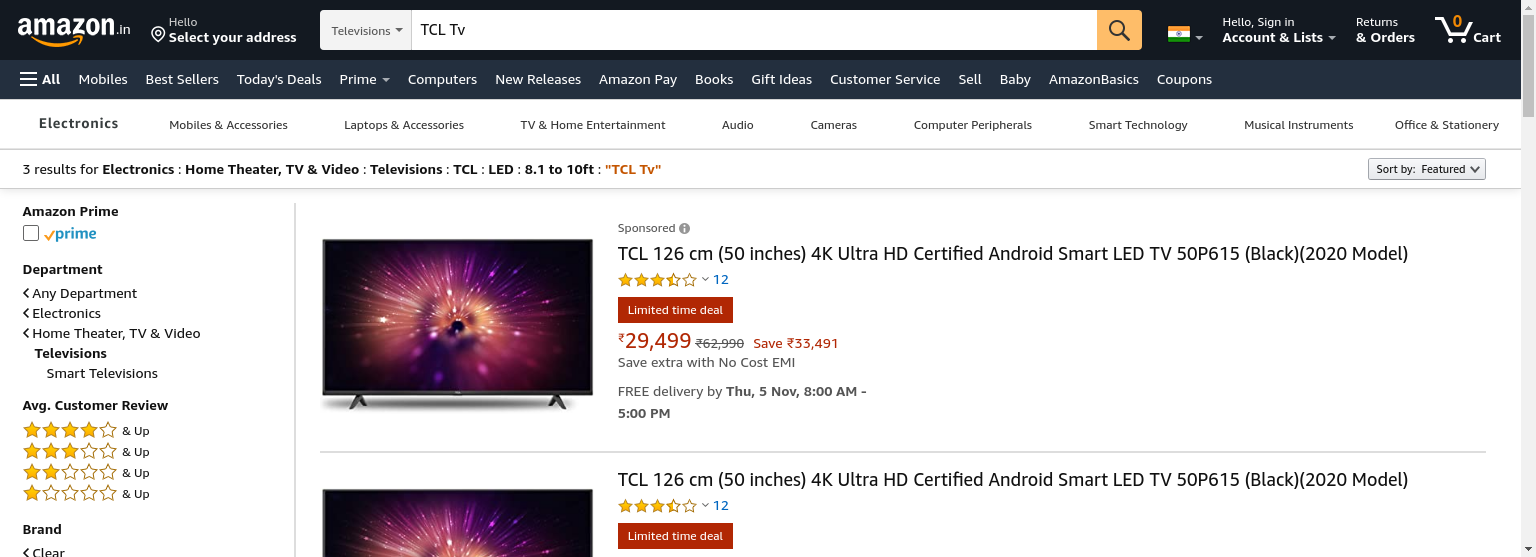 amazon.in
Hello
Select your address
Televisions
TCL Tv
Hello, Sign in
Account & Lists
Returns
& Orders
0
Cart
All Mobiles Best Sellers Today's Deals Prime Computers New Releases Amazon Pay Books Gift Ideas Customer Service Sell Baby AmazonBasics Coupons
Electronics Mobiles & Accessories Laptops & Accessories TV & Home Entertainment Audio Cameras Computer Peripherals Smart Technology Musical Instruments Office & Stationery
3 results for Electronics : Home Theater, TV & Video : Televisions : TCL : LED : 8.1 to 10ft : "TCL Tv"
Sort by: Featured
Amazon Prime
prime
Department
Any Department
Electronics
Home Theater, TV & Video
Televisions
Smart Televisions
Avg. Customer Review
& Up
& Up
& Up
& Up
Brand
Clear
Sponsored
TCL 126 cm (50 inches) 4K Ultra HD Certified Android Smart LED TV 50P615 (Black)(2020 Model)
12
Limited time deal
₹29,499 ₹62,990 Save ₹33,491
Save extra with No Cost EMI
FREE delivery by Thu, 5 Nov, 8:00 AM -
5:00 PM
TCL 126 cm (50 inches) 4K Ultra HD Certified Android Smart LED TV 50P615 (Black)(2020 Model)
12
Limited time deal